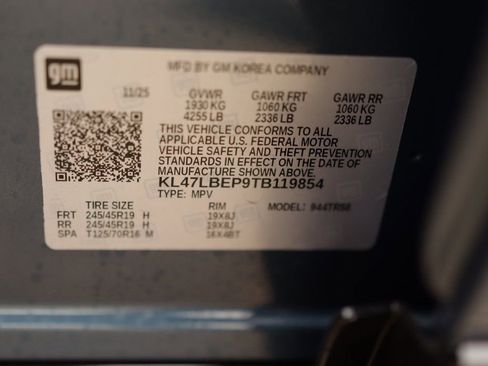 gm
MFD BY GM KOREA COMPANY
11/25 GVWR GAWR FRT GAWR RR
1930 KG 1060 KG 1060 KG
4255 LB 2336 LB 2336 LB
THIS VEHICLE CONFORMS TO ALL
APPLICABLE U.S. FEDERAL MOTOR
VEHICLE SAFETY AND THEFT PREVENTION
STANDARDS IN EFFECT ON THE DATE OF
MANUFACTURE SHOWN ABOVE.
KL47LBEP9TB119854
TYPE: MPV
TIRE SIZE RIM MODEL: 944TR58
FRT 245/45R19 H 19X8J
RR 245/45R19 H 19X8J
SPA T125/70R16 M 16X4BT